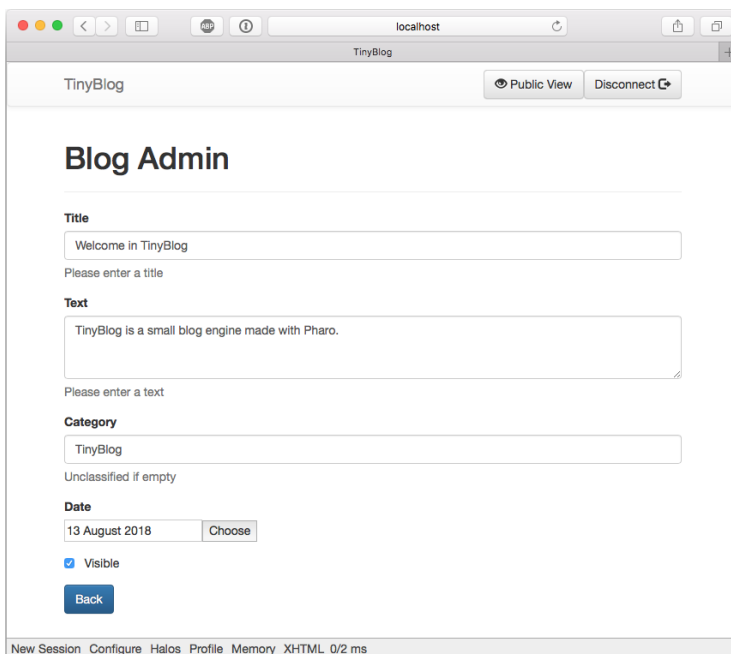 ABP
localhost
TinyBlog
TinyBlog Public View Disconnect
Blog Admin
Title
Welcome in TinyBlog
Please enter a title
Text
TinyBlog is a small blog engine made with Pharo.
Please enter a text
Category
TinyBlog
Unclassified if empty
Date
13 August 2018 Choose
Visible
Back
New Session Configure Halos Profile Memory XHTML 0/2 ms